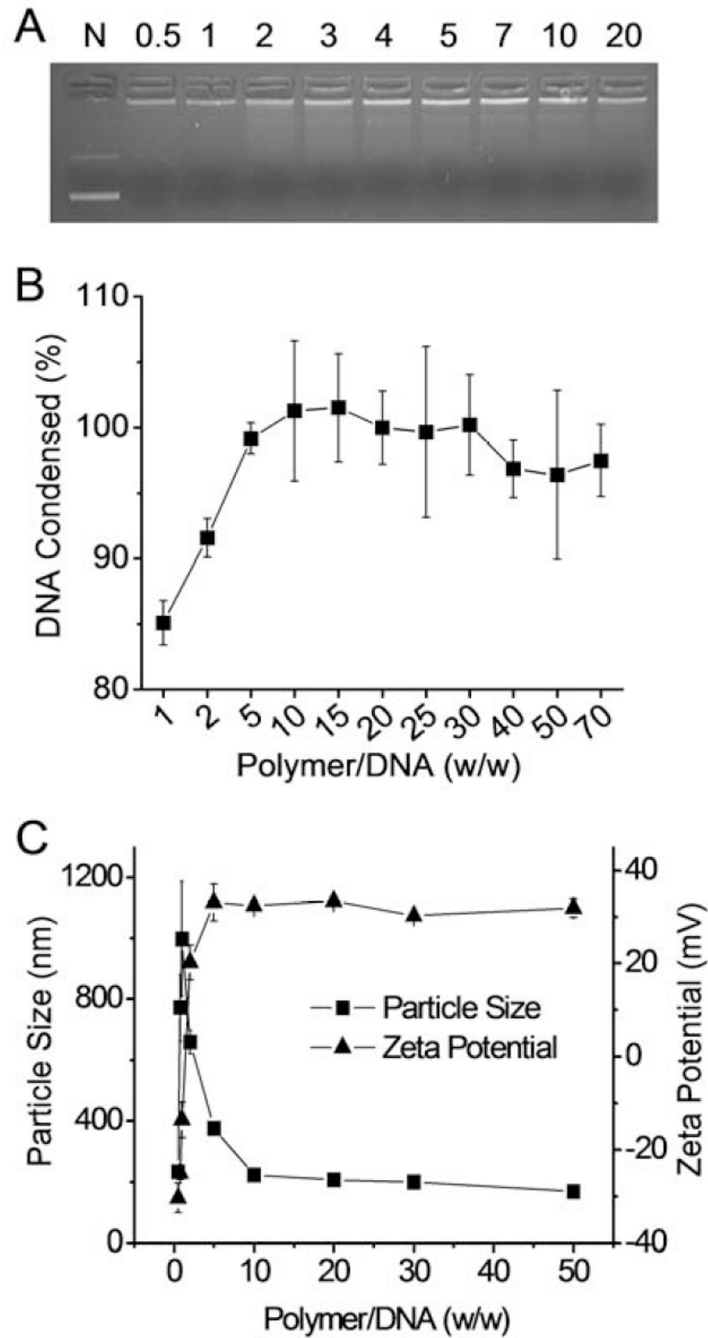 A
N 0.5 1 2 3 4 5 7 10 20
B
110
100
90
80
DNA Condensed (%)
1 2 5 10 15 20 25 30 40 50 70
Polymer/DNA (w/w)
C
1200
800
400
0
Particle Size (nm)
40
20
0
-20
-40
Zeta Potential (mV)
Particle Size
Zeta Potential
0 10 20 30 40 50
Polymer/DNA (w/w)